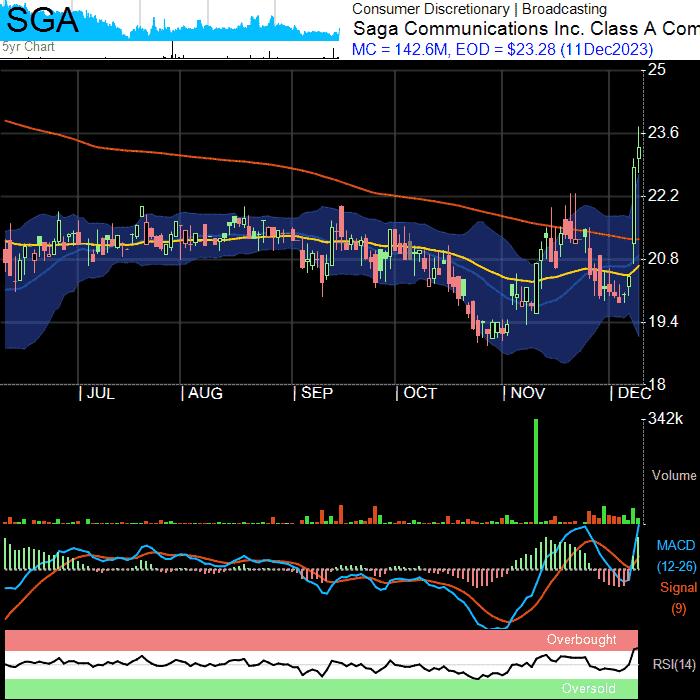 SGA
5yr Chart
Consumer Discretionary | Broadcasting
Saga Communications Inc. Class A Com
MC = 142.6M, EOD = $23.28 (11Dec2023)
25
23.6
22.2
20.8
19.4
18
JUL AUG SEP OCT NOV DEC
342k
Volume
MACD
(12-26)
Signal
(9)
Overbought
RSI(14)
Oversold